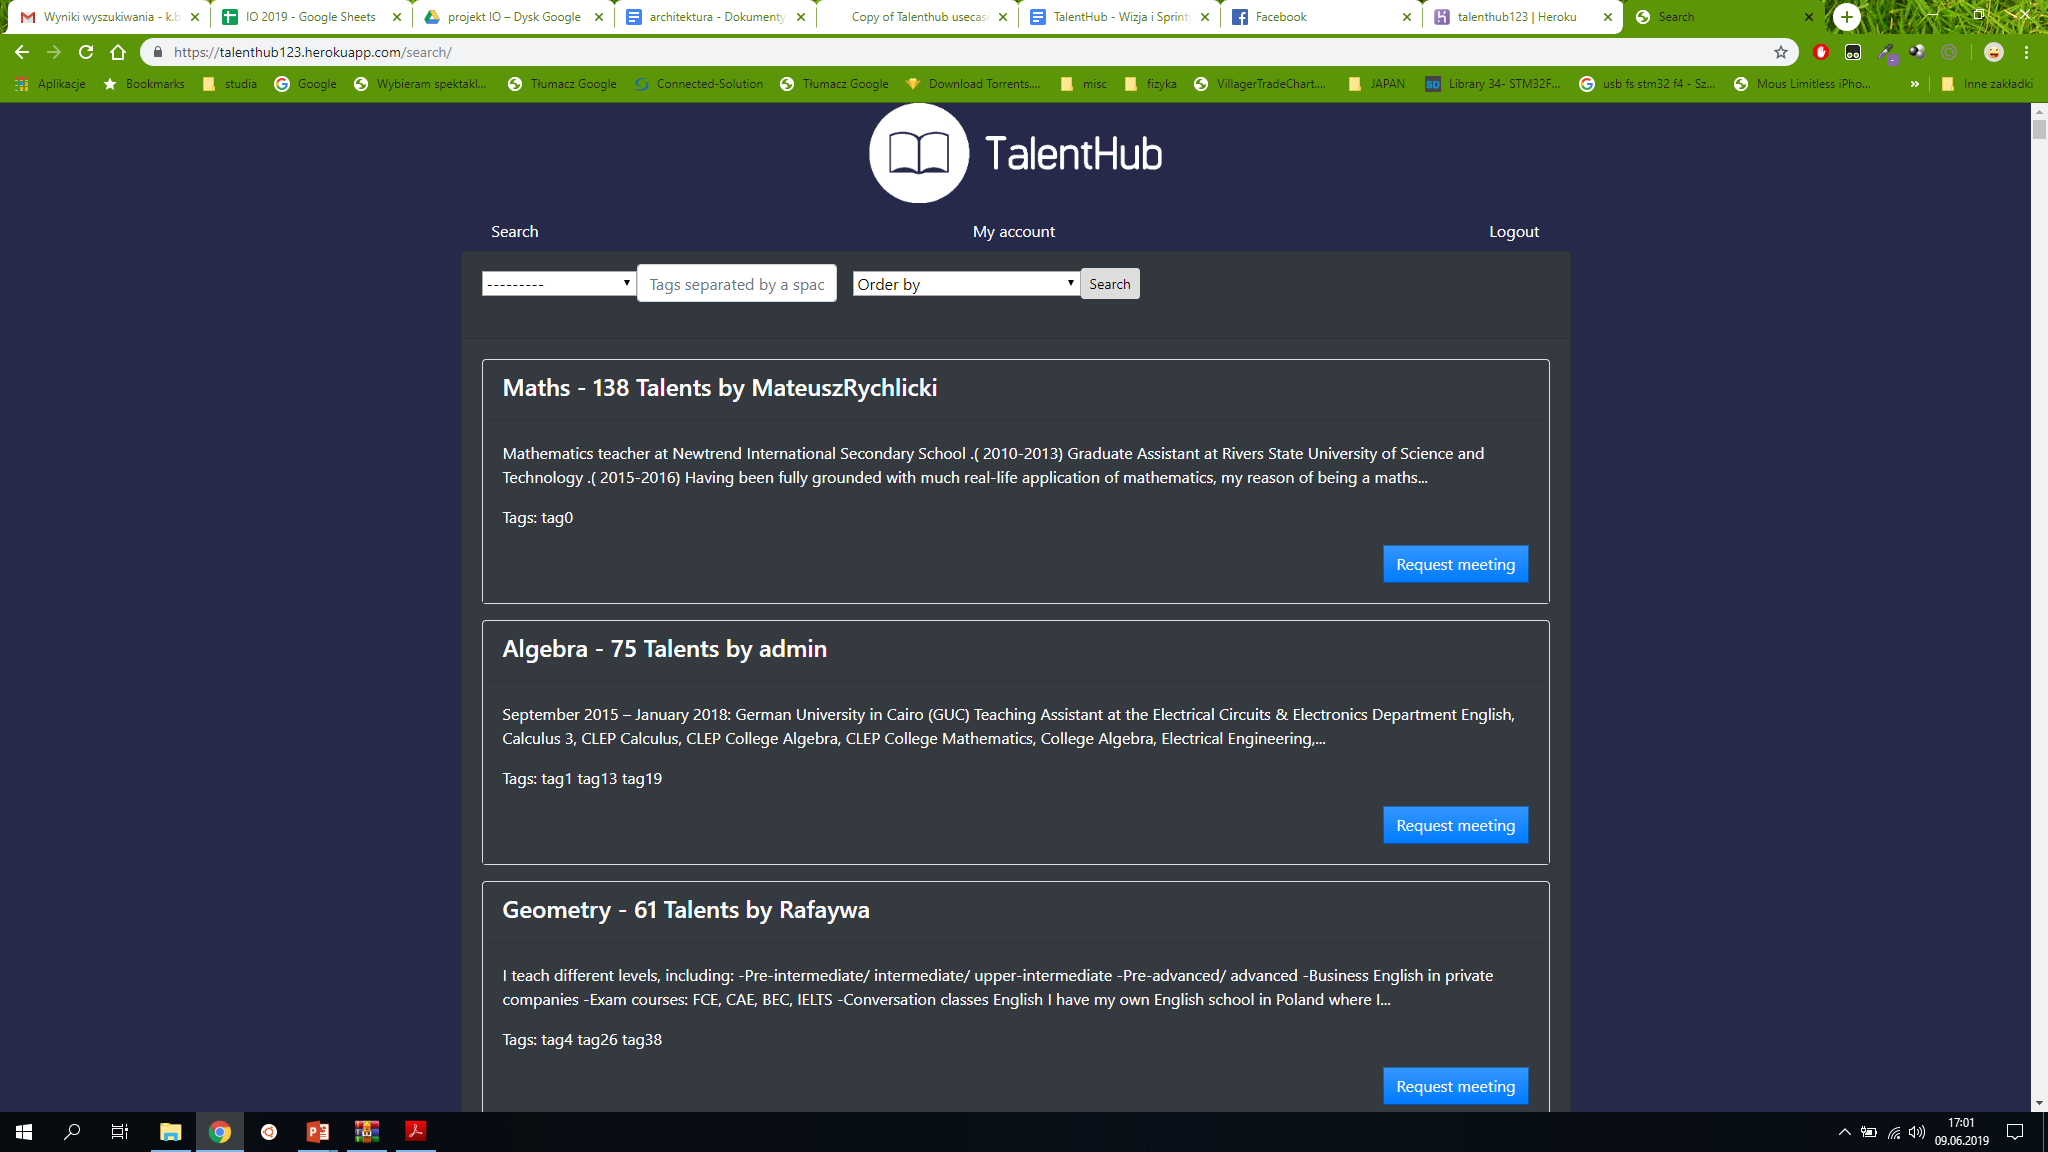 Wyniki wyszukiwania - k.b
IO 2019 - Google Sheets
projekt IO – Dysk Google
architektura - Dokumenty
Copy of Talenthub usecas
TalentHub - Wizja i Sprint
Facebook
talenthub123 | Heroku
Search
https://talenthub123.herokuapp.com/search/
Aplikacje
Bookmarks
studia
Google
Wybieram spektakl...
Tłumacz Google
Connected-Solution
Tłumacz Google
Download Torrents....
misc
fizyka
VillagerTradeChart....
JAPAN
Library 34- STM32F...
usb fs stm32 f4 - Sz...
Mous Limitless iPho...
»
Inne zakładki
TalentHub
Search
My account
Logout
---------
Tags separated by a spac
Order by
Search
Maths - 138 Talents by MateuszRychlicki
Mathematics teacher at Newtrend International Secondary School .( 2010-2013) Graduate Assistant at Rivers State University of Science and
Technology .( 2015-2016) Having been fully grounded with much real-life application of mathematics, my reason of being a maths...
Tags: tag0
Request meeting
Algebra - 75 Talents by admin
September 2015 – January 2018: German University in Cairo (GUC) Teaching Assistant at the Electrical Circuits & Electronics Department English,
Calculus 3, CLEP Calculus, CLEP College Algebra, CLEP College Mathematics, College Algebra, Electrical Engineering,...
Tags: tag1 tag13 tag19
Request meeting
Geometry - 61 Talents by Rafaywa
I teach different levels, including: -Pre-intermediate/ intermediate/ upper-intermediate -Pre-advanced/ advanced -Business English in private
companies -Exam courses: FCE, CAE, BEC, IELTS -Conversation classes English I have my own English school in Poland where I...
Tags: tag4 tag26 tag38
Request meeting
17:01
09.06.2019